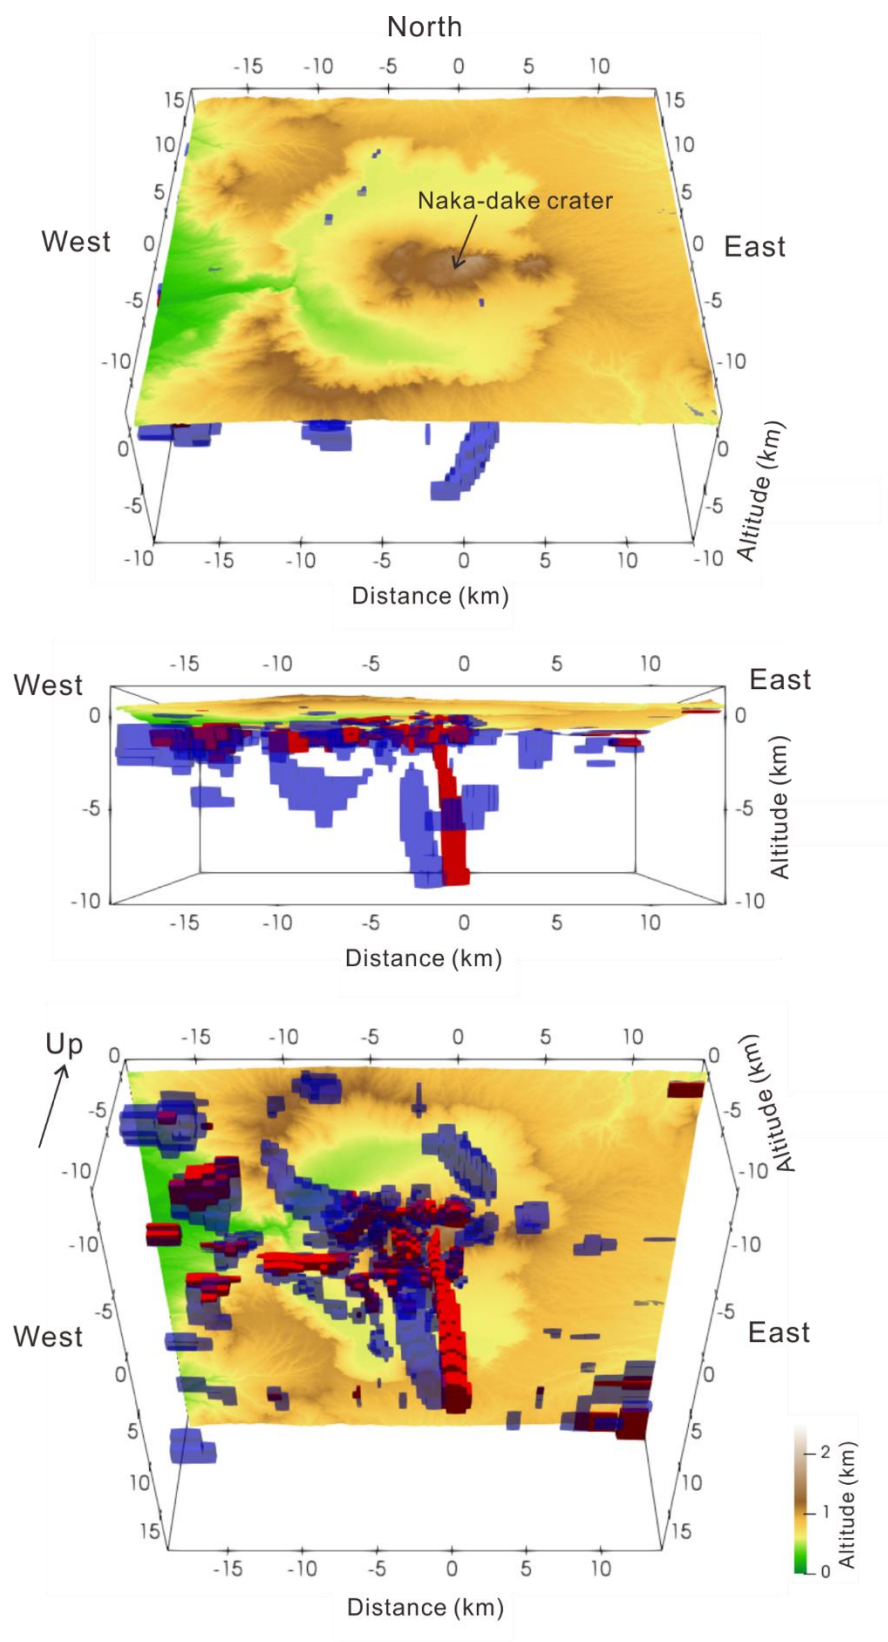 North
-15 -10 -5 0 5 10
15 15
10 10
5 5
Naka-dake crater
West 0 0 East
-5 -5
-10 -10
0 0
-5 -5
Altitude (km)
-10 -10
-15 -10 -5 0 5 10
Distance (km)
-15 -10 -5 0 5 10
West East
0 0
-5 -5
Altitude (km)
-10 -10
-15 -10 -5 0 5 10
Distance (km)
Up
-15 -10 -5 0 5 10
0 0
Altitude (km)
-5 -5
-10 -10
-10 -10
-5 -5
West East
0 0
5 5
10 10
15 15
-15 -10 -5 0 5 10
Distance (km)
2
1
0
Altitude (km)